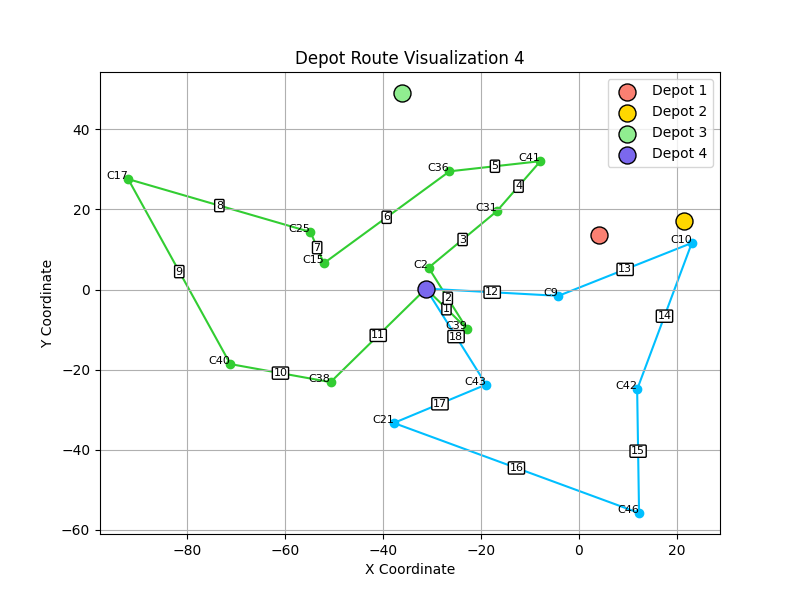 Depot Route Visualization 4
Depot 1
Depot 2
Depot 3
Depot 4
Y Coordinate
40
20
0
−20
−40
−60
−80
−60
−40
−20
0
20
X Coordinate
C17
C36
C41
5
4
8
C31
6
C25
7
C15
3
C10
C2
13
9
12
C9
2
1
14
C39
11
18
C40
10
C38
C43
C42
17
C21
15
16
C46